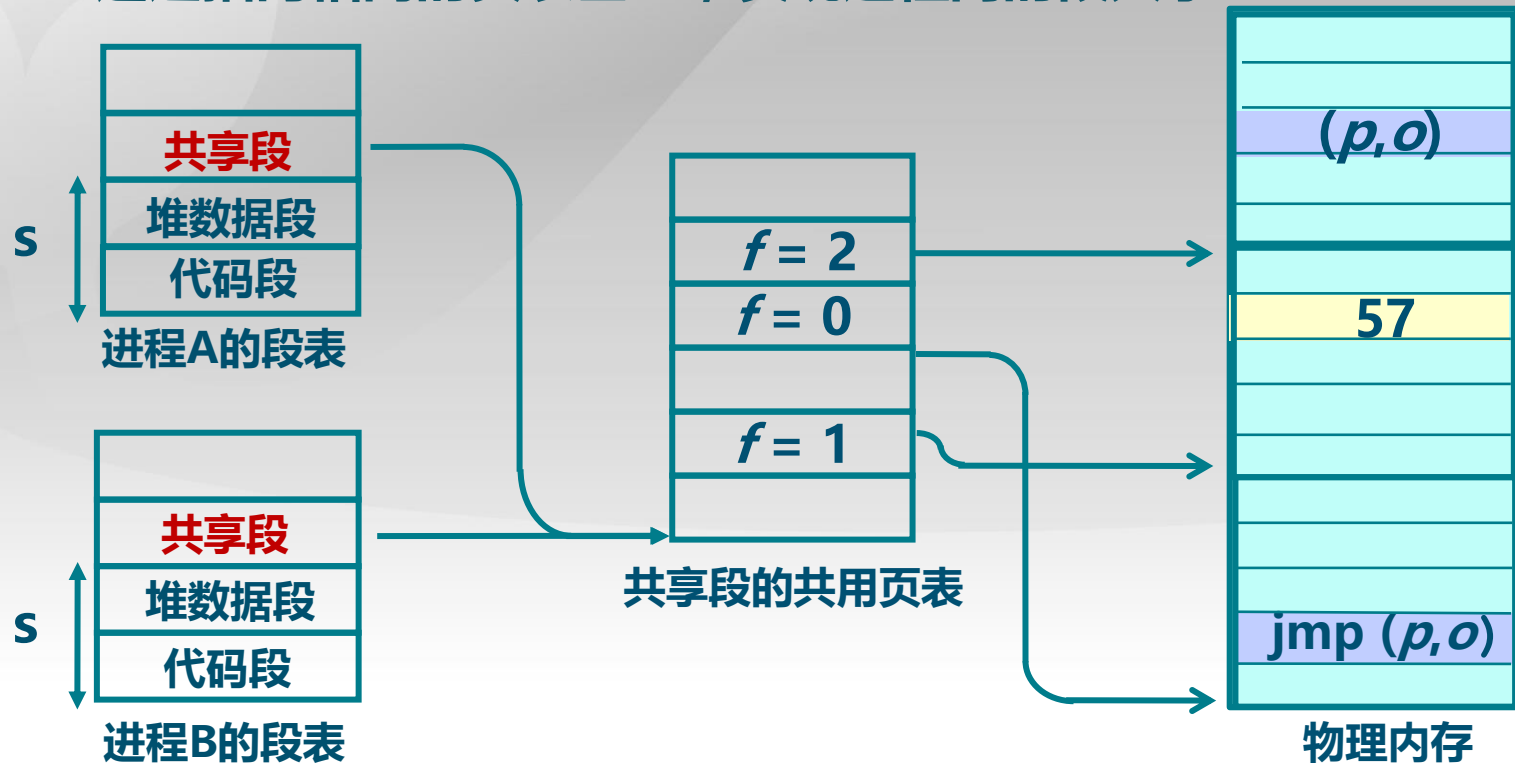 共享段
堆数据段
代码段
S
进程A的段表
共享段
堆数据段
代码段
S
进程B的段表
f = 2
f = 0
f = 1
共享段的共用页表
(p,o)
57
jmp (p,o)
物理内存